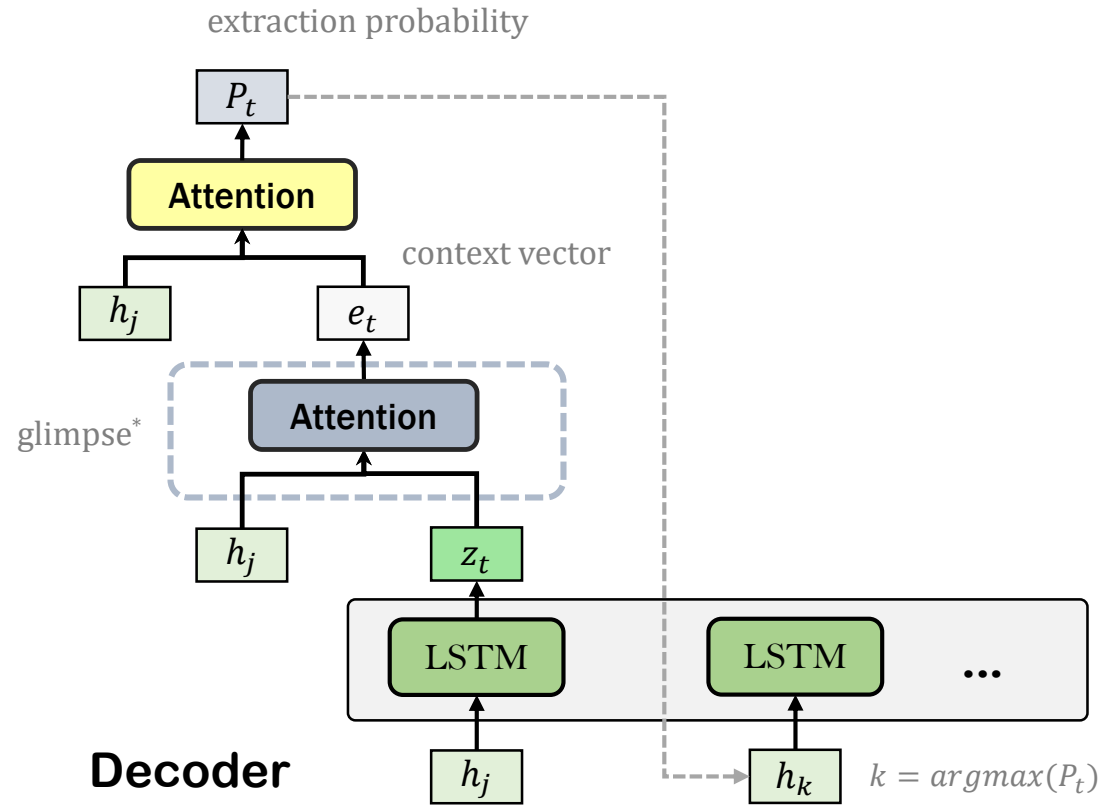 extraction probability
P_t
Attention
context vector
h_j
e_t
Attention
glimpse*
h_j
z_t
LSTM
LSTM
...
Decoder
h_j
h_k
k = argmax(P_t)